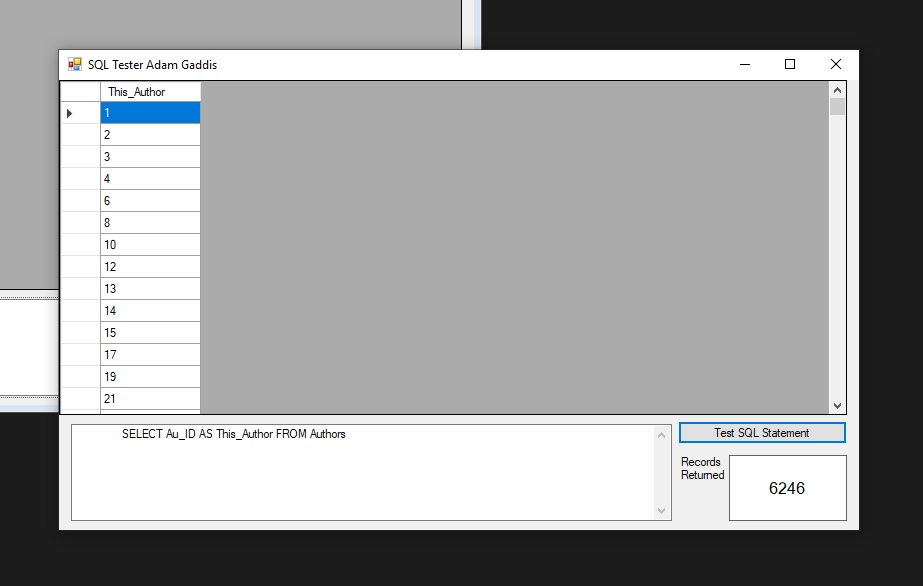 SQL Tester Adam Gaddis
This_Author
1
2
3
4
6
8
10
12
13
14
15
17
19
21
SELECT Au_ID AS This_Author FROM Authors
Test SQL Statement
Records
Returned
6246